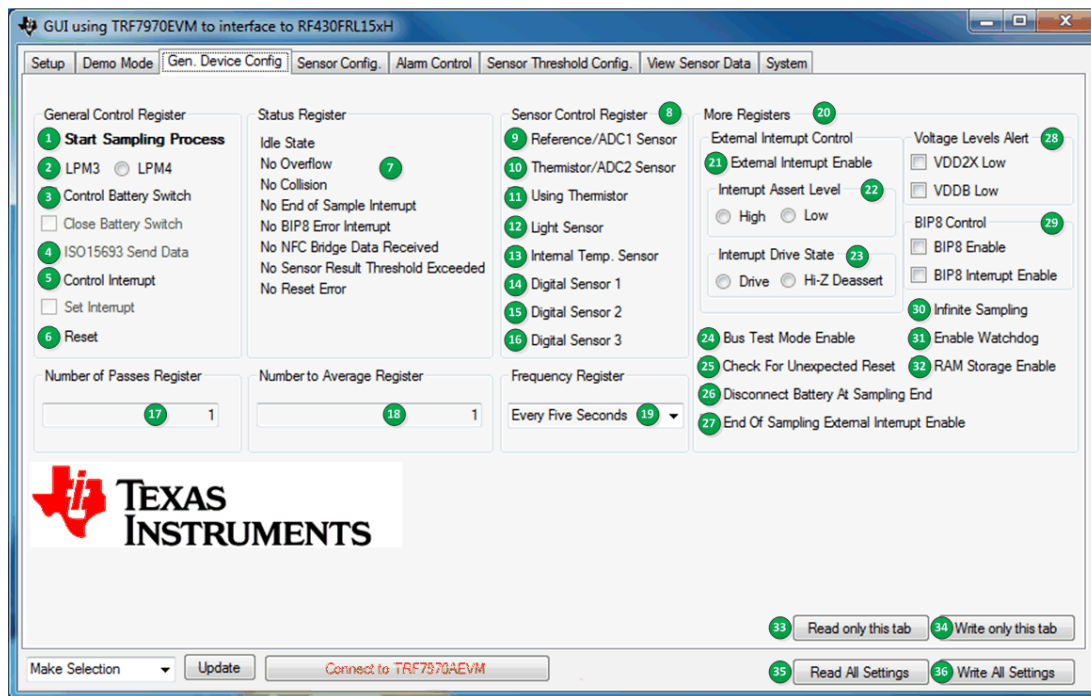 GUI using TRF7970EVM to interface to RF430FRL15xH
Setup Demo Mode Gen. Device Config Sensor Config. Alarm Control Sensor Threshold Config. View Sensor Data System
General Control Register
1 Start Sampling Process
2 LPM3 LPM4
3 Control Battery Switch
Close Battery Switch
4 ISO15693 Send Data
5 Control Interrupt
Set Interrupt
6 Reset
Status Register
Idle State
No Overflow
7
No Collision
No End of Sample Interrupt
No BIP8 Error Interrupt
No NFC Bridge Data Received
No Sensor Result Threshold Exceeded
No Reset Error
Sensor Control Register 8
9 Reference/ADC1 Sensor
10 Thermistor/ADC2 Sensor
11 Using Thermistor
12 Light Sensor
13 Internal Temp. Sensor
14 Digital Sensor 1
15 Digital Sensor 2
16 Digital Sensor 3
More Registers 20
External Interrupt Control
21 External Interrupt Enable
Interrupt Assert Level 22
High Low
Interrupt Drive State 23
Drive Hi-Z Deassert
Voltage Levels Alert 28
VDD2X Low
VDDB Low
BIP8 Control 29
BIP8 Enable
BIP8 Interrupt Enable
30 Infinite Sampling
24 Bus Test Mode Enable 31 Enable Watchdog
25 Check For Unexpected Reset 32 RAM Storage Enable
26 Disconnect Battery At Sampling End
27 End Of Sampling External Interrupt Enable
Number of Passes Register
17 1
Number to Average Register
18 1
Frequency Register
Every Five Seconds 19
TEXAS
INSTRUMENTS
33 Read only this tab 34 Write only this tab
Make Selection Update Connect to TRF7970AEVM 35 Read All Settings 36 Write All Settings